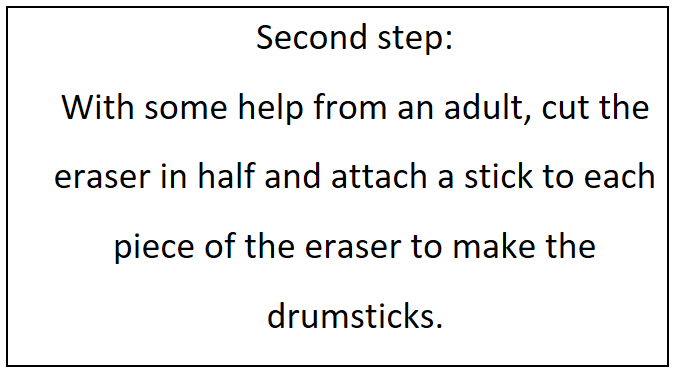 Second step:
With some help from an adult, cut the
eraser in half and attach a stick to each
piece of the eraser to make the
drumsticks.